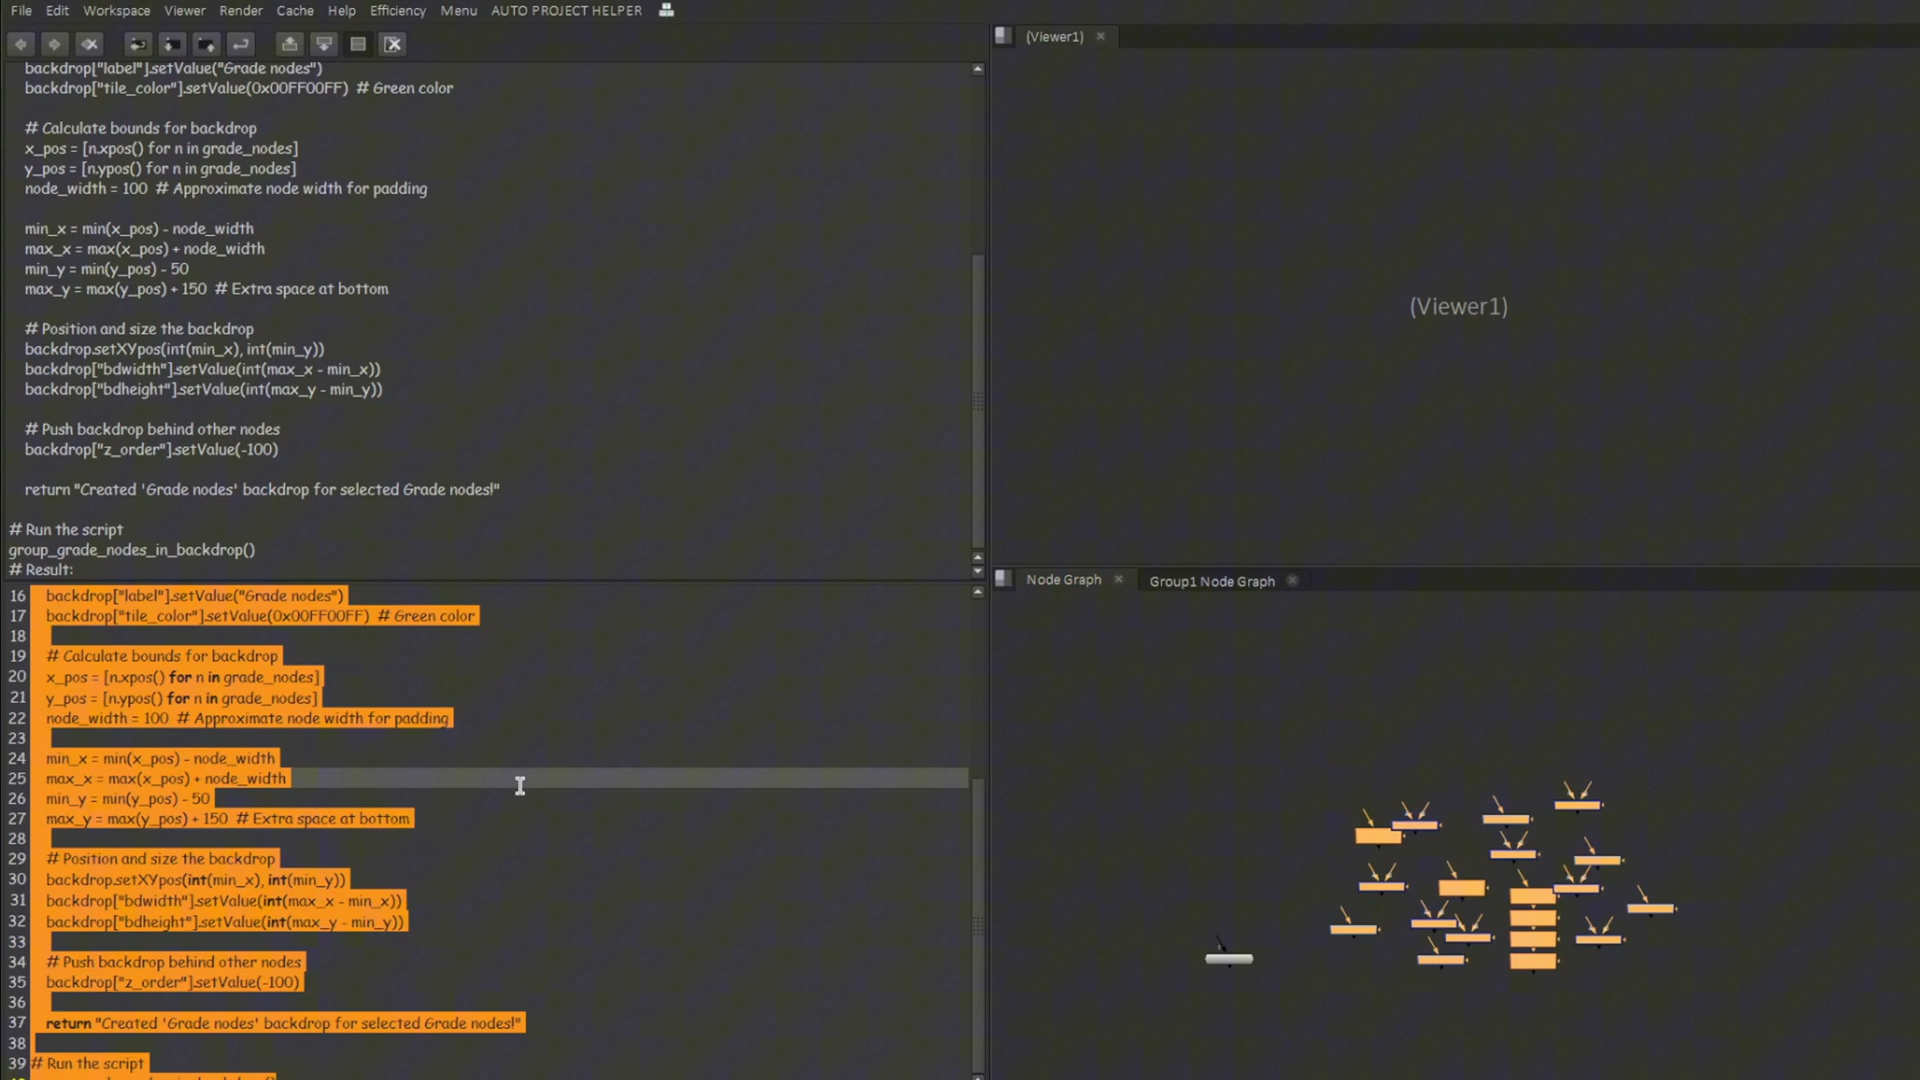 File Edit Workspace Viewer Render Cache Help Efficiency Menu AUTO PROJECT HELPER
backdrop["label"].setValue("Grade nodes")
backdrop["tile_color"].setValue(0x00FF00FF) # Green color
# Calculate bounds for backdrop
x_pos = [n.xpos() for n in grade_nodes]
y_pos = [n.ypos() for n in grade_nodes]
node_width = 100 # Approximate node width for padding
min_x = min(x_pos) - node_width
max_x = max(x_pos) + node_width
min_y = min(y_pos) - 50
max_y = max(y_pos) + 150 # Extra space at bottom
# Position and size the backdrop
backdrop.setXYpos(int(min_x), int(min_y))
backdrop["bdwidth"].setValue(int(max_x - min_x))
backdrop["bdheight"].setValue(int(max_y - min_y))
# Push backdrop behind other nodes
backdrop["z_order"].setValue(-100)
return "Created 'Grade nodes' backdrop for selected Grade nodes!"
# Run the script
group_grade_nodes_in_backdrop()
# Result:
16 backdrop["label"].setValue("Grade nodes")
17 backdrop["tile_color"].setValue(0x00FF00FF) # Green color
18
19 # Calculate bounds for backdrop
20 x_pos = [n.xpos() for n in grade_nodes]
21 y_pos = [n.ypos() for n in grade_nodes]
22 node_width = 100 # Approximate node width for padding
23
24 min_x = min(x_pos) - node_width
25 max_x = max(x_pos) + node_width
26 min_y = min(y_pos) - 50
27 max_y = max(y_pos) + 150 # Extra space at bottom
28
29 # Position and size the backdrop
30 backdrop.setXYpos(int(min_x), int(min_y))
31 backdrop["bdwidth"].setValue(int(max_x - min_x))
32 backdrop["bdheight"].setValue(int(max_y - min_y))
33
34 # Push backdrop behind other nodes
35 backdrop["z_order"].setValue(-100)
36
37 return "Created 'Grade nodes' backdrop for selected Grade nodes!"
38
39 # Run the script
(Viewer1)
(Viewer1)
Node Graph Group1 Node Graph